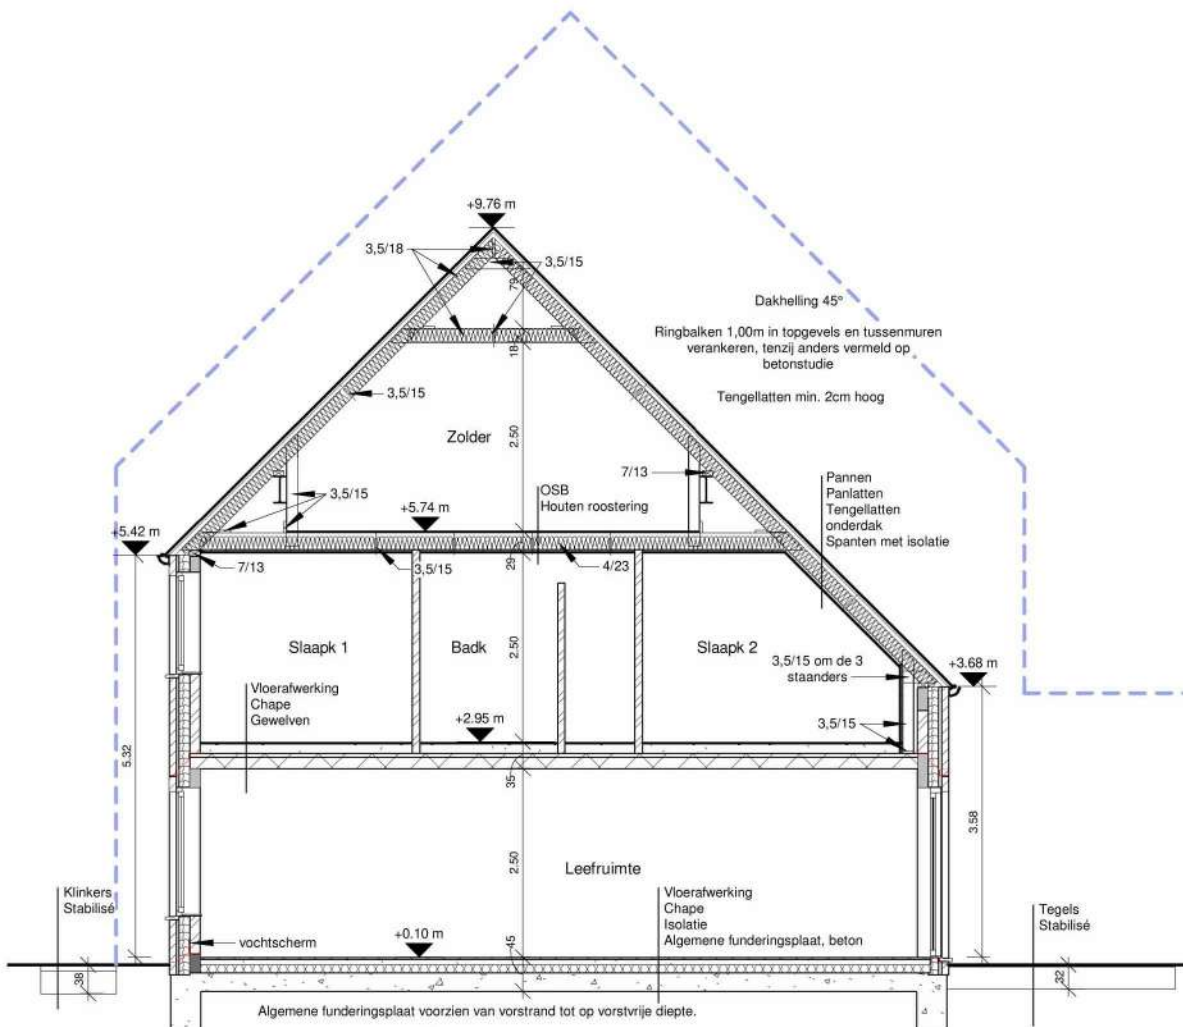 +9.76 m
3,5/18
3,5/15
79
Dakhelling 45°
Ringbalken 1,00m in topgevels en tussenmuren
verankeren, tenzij anders vermeld op
betonstudie
Tengellatten min. 2cm hoog
18
3,5/15
Zolder
2.50
7/13
3,5/15
OSB
Houten roostering
Pannen
Panlatten
Tengellatten
onderdak
Spanten met isolatie
+5.74 m
+5.42 m
7/13
3,5/15
29
4/23
Slaapk 1
Badk
2.50
Slaapk 2
3,5/15 om de 3
staanders
+3.68 m
Vloerafwerking
Chape
Gewelven
+2.95 m
3,5/15
5.32
35
3.58
2.50
Leefruimte
Klinkers
Stabilisé
Vloerafwerking
Chape
Isolatie
Algemene funderingsplaat, beton
Tegels
Stabilisé
vochtscherm
+0.10 m
45
38
32
Algemene funderingsplaat voorzien van vorstrand tot op vorstvrije diepte.